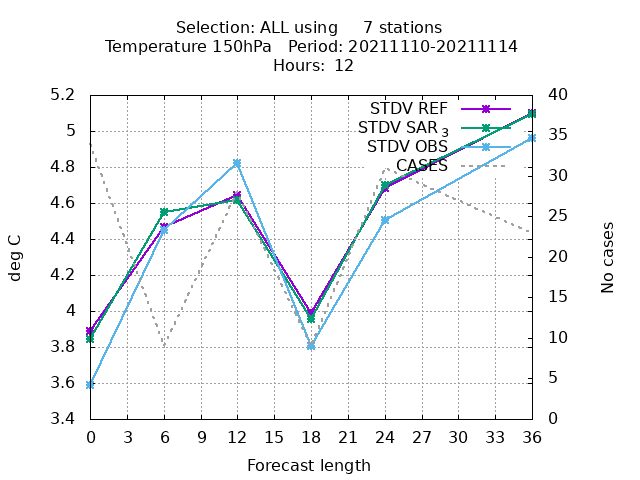 Selection: ALL using     7 stations
Temperature 150hPa   Period: 20211110-20211114
Hours: 12
STDV REF
STDV SAR 3
STDV OBS
CASES
5.2
5
4.8
4.6
4.4
4.2
4
3.8
3.6
3.4
deg C
40
35
30
25
20
15
10
5
0
No cases
0 3 6 9 12 15 18 21 24 27 30 33 36
Forecast length